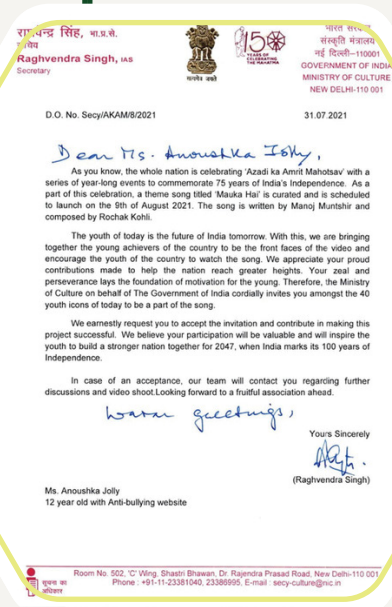 सिंह, भा.प्र.से.
Raghvendra Singh, IAS
Secretary
सत्यमेव जयते
150
YEARS OF
CELEBRATING
THE MAHATMA
भारत
संस्कृति मंत्रालय
नई दिल्ली-110001
GOVERNMENT OF INDIA
MINISTRY OF CULTURE
NEW DELHI-110 001
D.O. No. Secy/AKAM/8/2021
31.07.2021
Dear Ms. Anoushka Jolly,
As you know, the whole nation is celebrating 'Azadi ka Amrit Mahotsav' with a
series of year-long events to commemorate 75 years of India's Independence. As a
part of this celebration, a theme song titled 'Mauka Hai' is curated and is scheduled
to launch on the 9th of August 2021. The song is written by Manoj Muntshir and
composed by Rochak Kohli.
The youth of today is the future of India tomorrow. With this, we are bringing
together the young achievers of the country to be the front faces of the video and
encourage the youth of the country to watch the song. We appreciate your proud
contributions made to help the nation reach greater heights. Your zeal and
perseverance lays the foundation of motivation for the young. Therefore, the Ministry
of Culture on behalf of The Government of India cordially invites you amongst the 40
youth icons of today to be a part of the song.
We earnestly request you to accept the invitation and contribute in making this
project successful. We believe your participation will be valuable and will inspire the
youth to build a stronger nation together for 2047, when India marks its 100 years of
Independence.
In case of an acceptance, our team will contact you regarding further
discussions and video shoot.Looking forward to a fruitful association ahead.
Warm greetings,
Yours Sincerely
(Raghvendra Singh)
Ms. Anoushka Jolly
12 year old with Anti-bullying website
सूचना का
अधिकार
Room No. 502, 'C' Wing, Shastri Bhawan, Dr. Rajendra Prasad Road, New Delhi-110 001
Phone : +91-11-23381040, 23386995, E-mail : secy-culture@nic.in